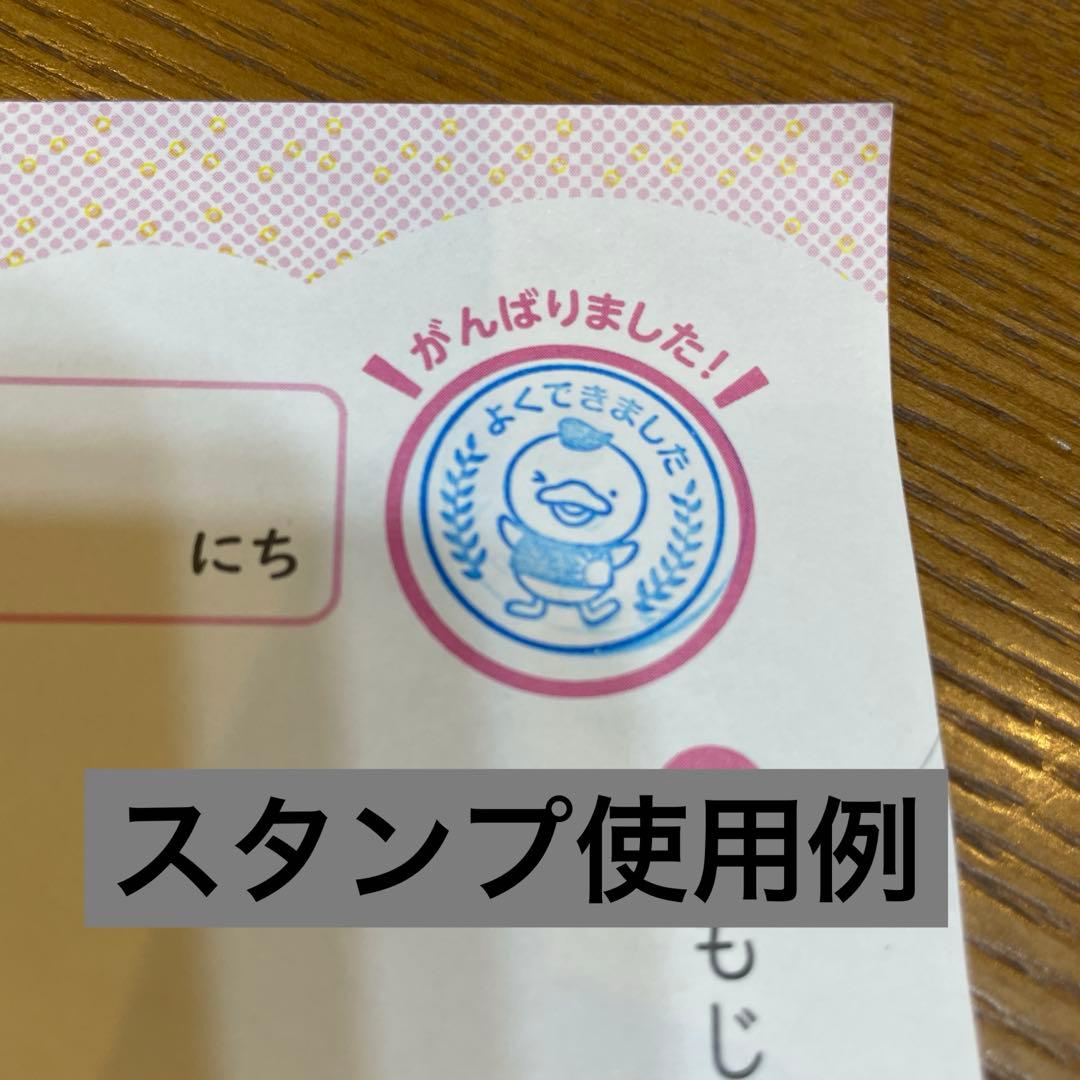 がんばりました!
よくできました
にち
スタンプ使用例
もじ